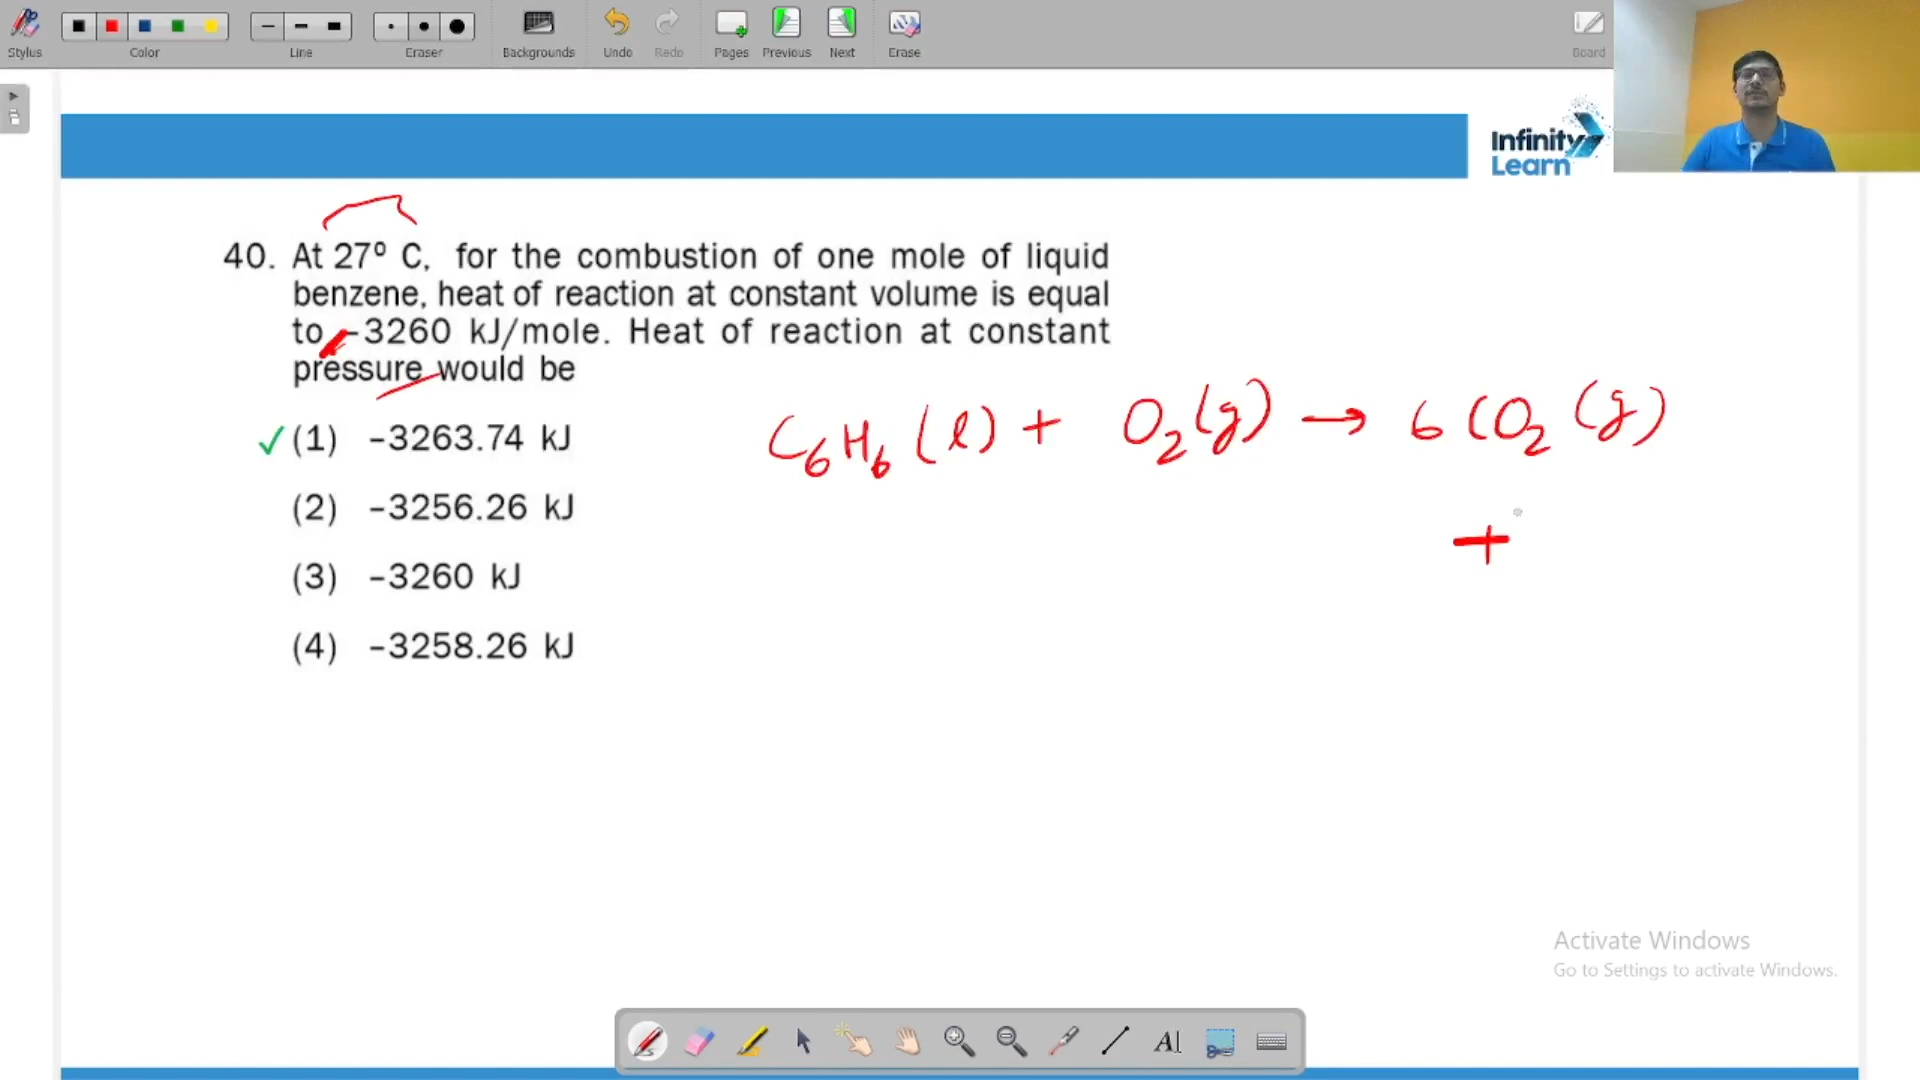 Stylus
Color
Line
Eraser
Backgrounds
Undo
Redo
Pages
Previous
Next
Erase
Board
Infinity
Learn
40. At 27º C, for the combustion of one mole of liquid
benzene, heat of reaction at constant volume is equal
to -3260 kJ/mole. Heat of reaction at constant
pressure would be
✓(1) -3263.74 kJ
(2) -3256.26 kJ
(3) -3260 kJ
(4) -3258.26 kJ
C₆H₆(l) + O₂(g) → 6CO₂(g)
+
Activate Windows
Go to Settings to activate Windows.
AI